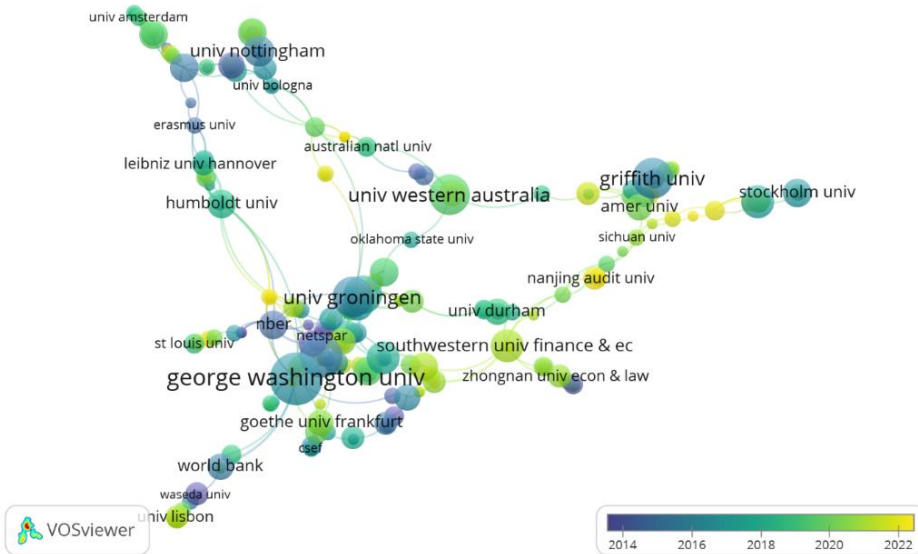 univ amsterdam
univ nottingham
univ bologna
erasmus univ
australian natl univ
leibniz univ hannover
griffith univ
univ western australia
stockholm univ
humboldt univ
amer univ
oklahoma state univ
sichuan univ
nanjing audit univ
univ groningen
univ durham
nber
netspar
st louis univ
southwestern univ finance & ec
george washington univ
zhongnan univ econ & law
goethe univ frankfurt
csef
world bank
waseda univ
univ lisbon
VOSviewer
2014 2016 2018 2020 2022